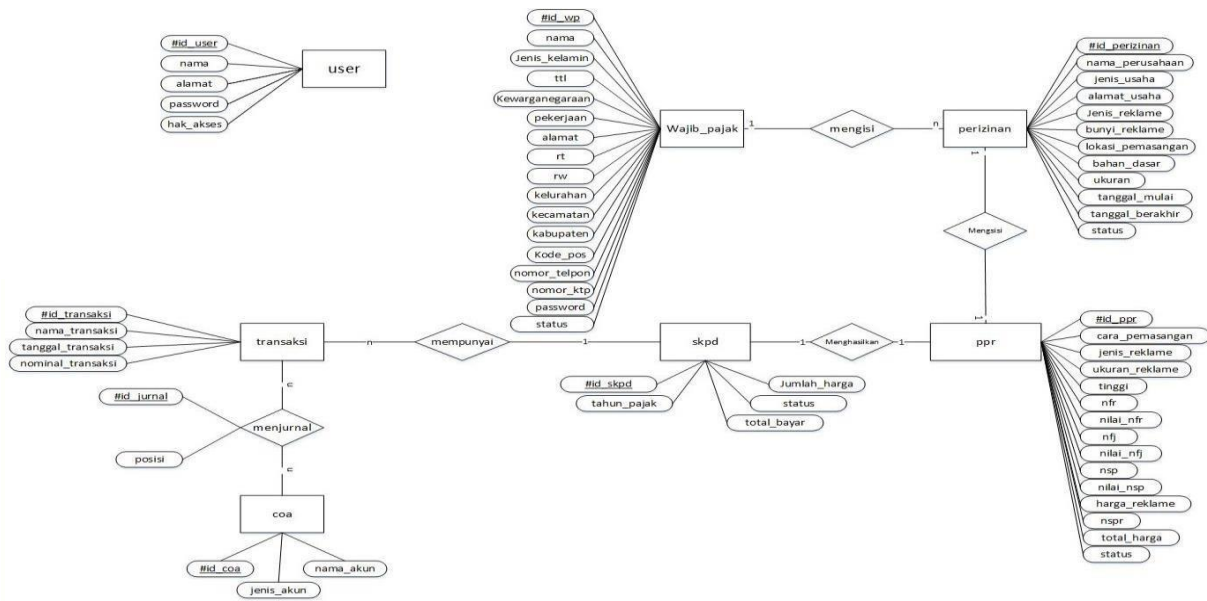 #id_user
nama
alamat
password
hak_akses
user
#id_wp
nama
Jenis_kelamin
ttl
Kewarganegaraan
pekerjaan
alamat
rt
rw
kelurahan
kecamatan
kabupaten
Kode_pos
nomor_telpon
nomor_ktp
password
status
Wajib_pajak
1
mengisi
n
perizinan
#id_perizinan
nama_perusahaan
jenis_usaha
alamat_usaha
Jenis_reklame
bunyi_reklame
lokasi_pemasangan
bahan_dasar
ukuran
tanggal_mulai
tanggal_berakhir
status
1
Mengsisi
1
#id_transaksi
nama_transaksi
tanggal_transaksi
nominal_transaksi
transaksi
n
mempunyai
1
skpd
1
Menghasilkan
1
ppr
#id_skpd
tahun_pajak
Jumlah_harga
status
total_bayar
#id_ppr
cara_pemasangan
jenis_reklame
ukuran_reklame
tinggi
nfr
nilai_nfr
nfj
nilai_nfj
nsp
nilai_nsp
harga_reklame
nspr
total_harga
status
n
#id_jurnal
menjurnal
posisi
n
coa
#id_coa
jenis_akun
nama_akun